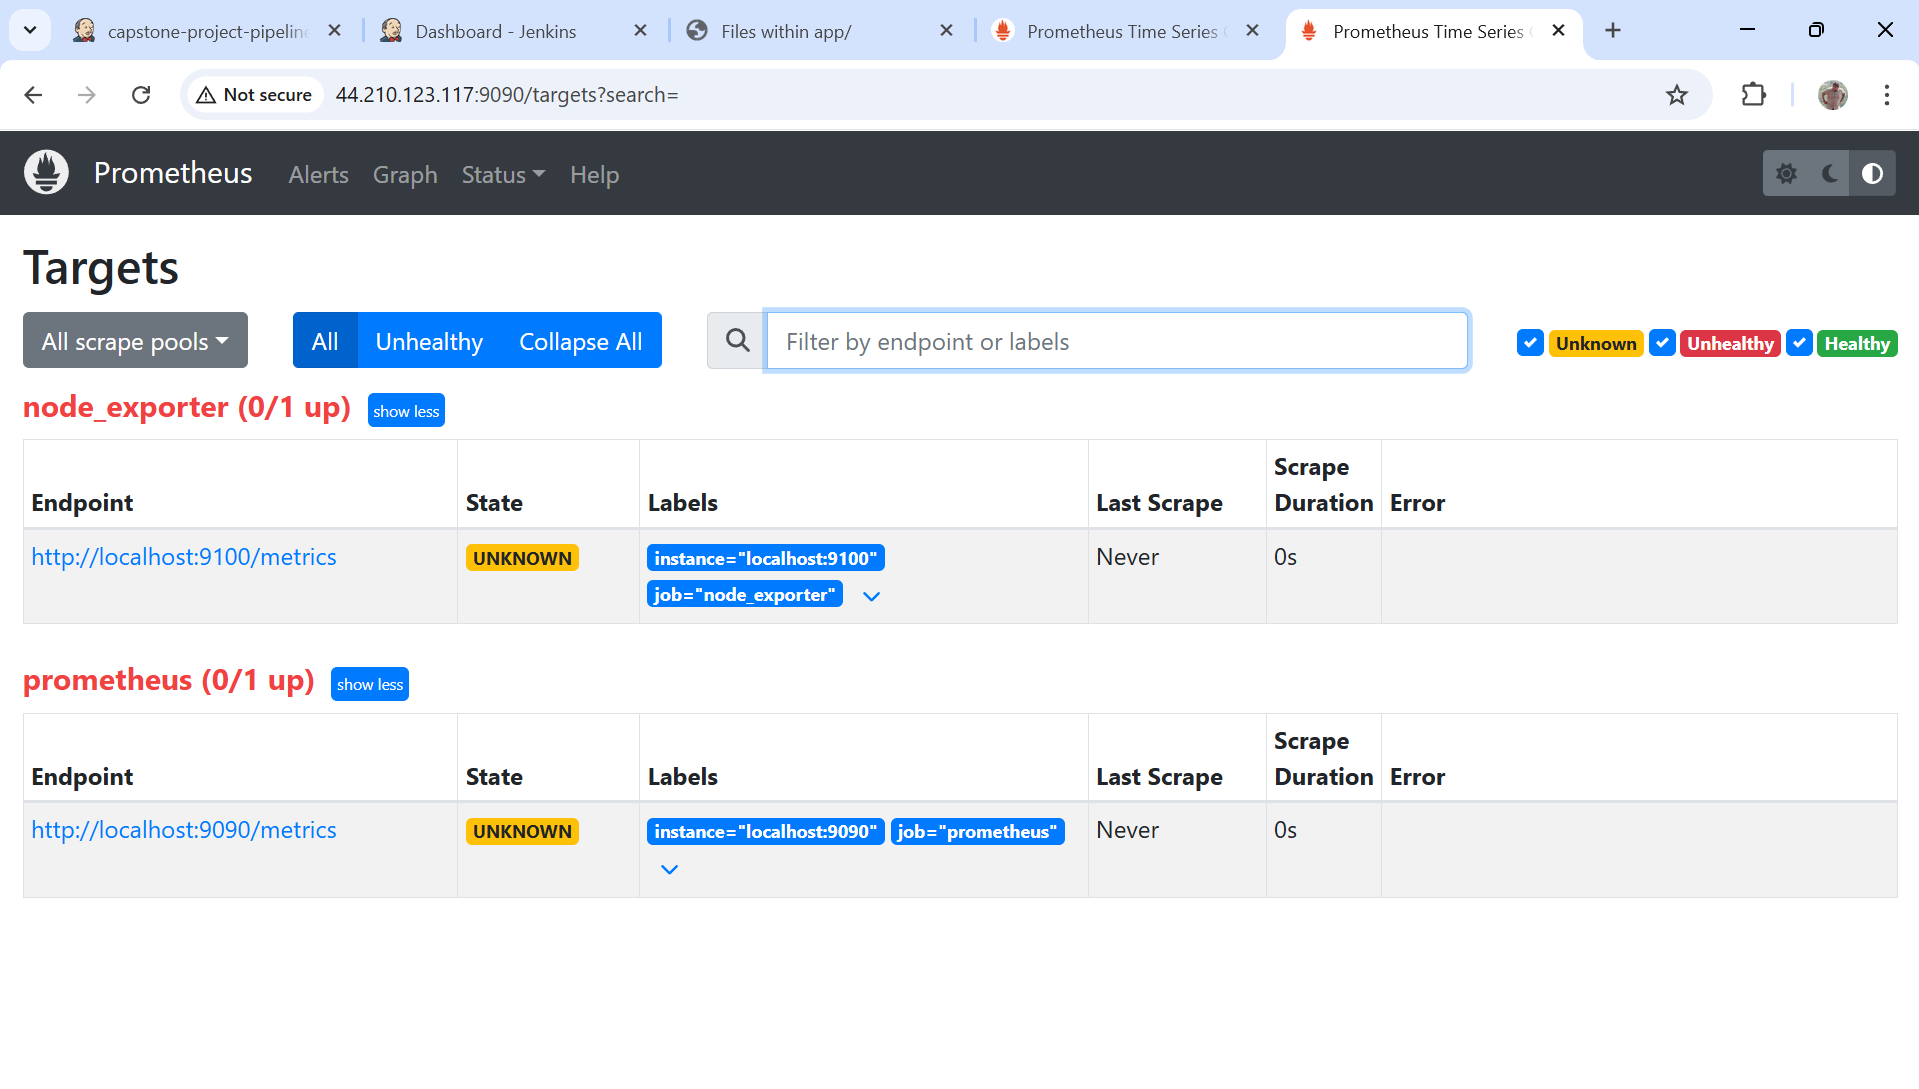 capstone-project-pipeline
Dashboard - Jenkins
Files within app/
Prometheus Time Series
Prometheus Time Series
Not secure
44.210.123.117:9090/targets?search=
Prometheus
Alerts
Graph
Status
Help
Targets
All scrape pools
All
Unhealthy
Collapse All
Filter by endpoint or labels
Unknown
Unhealthy
Healthy
node_exporter (0/1 up)
show less
Endpoint
State
Labels
Last Scrape
Scrape
Duration
Error
http://localhost:9100/metrics
UNKNOWN
instance="localhost:9100"
job="node_exporter"
Never
0s
prometheus (0/1 up)
show less
Endpoint
State
Labels
Last Scrape
Scrape
Duration
Error
http://localhost:9090/metrics
UNKNOWN
instance="localhost:9090"
job="prometheus"
Never
0s